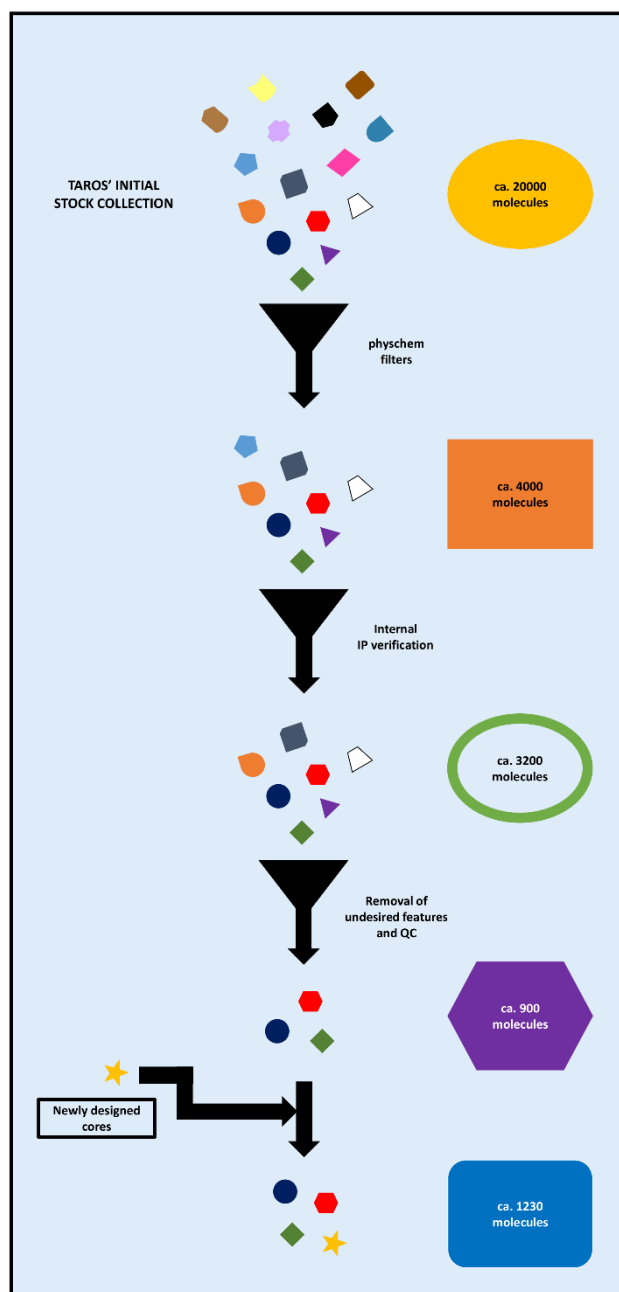 TAROS’ INITIAL
STOCK COLLECTION
ca. 20000
molecules
physchem
filters
ca. 4000
molecules
Internal
IP verification
ca. 3200
molecules
Removal of
undesired features
and QC
ca. 900
molecules
Newly designed
cores
ca. 1230
molecules